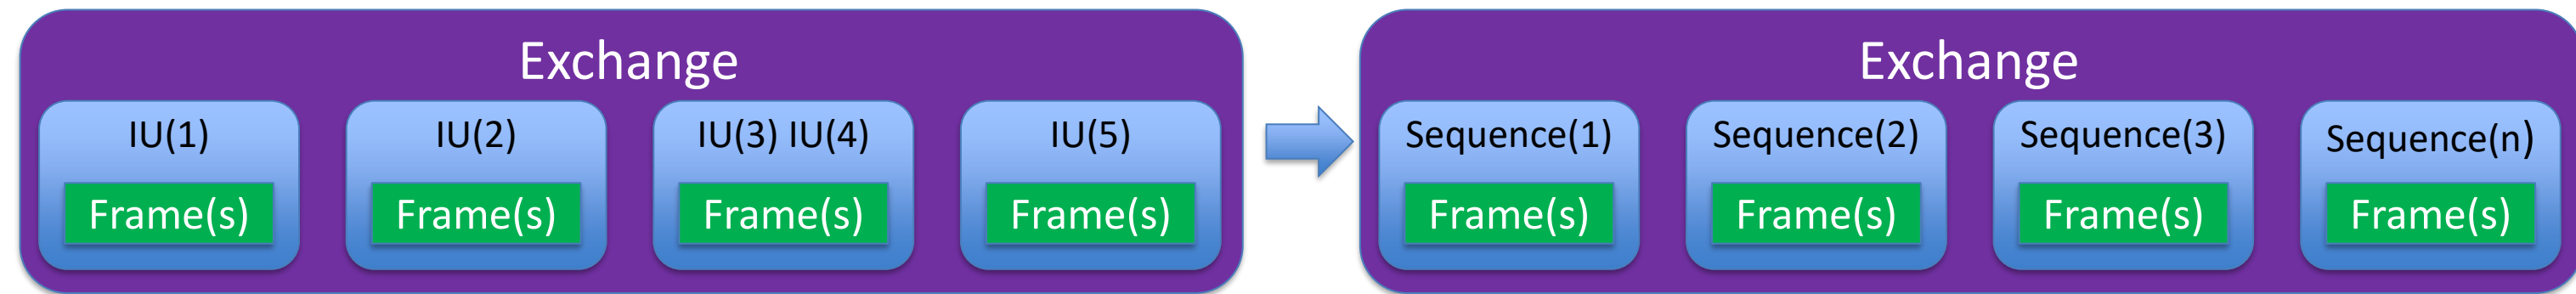 Exchange
IU(1)
Frame(s)
IU(2)
Frame(s)
IU(3) IU(4)
Frame(s)
IU(5)
Frame(s)
Exchange
Sequence(1)
Frame(s)
Sequence(2)
Frame(s)
Sequence(3)
Frame(s)
Sequence(n)
Frame(s)